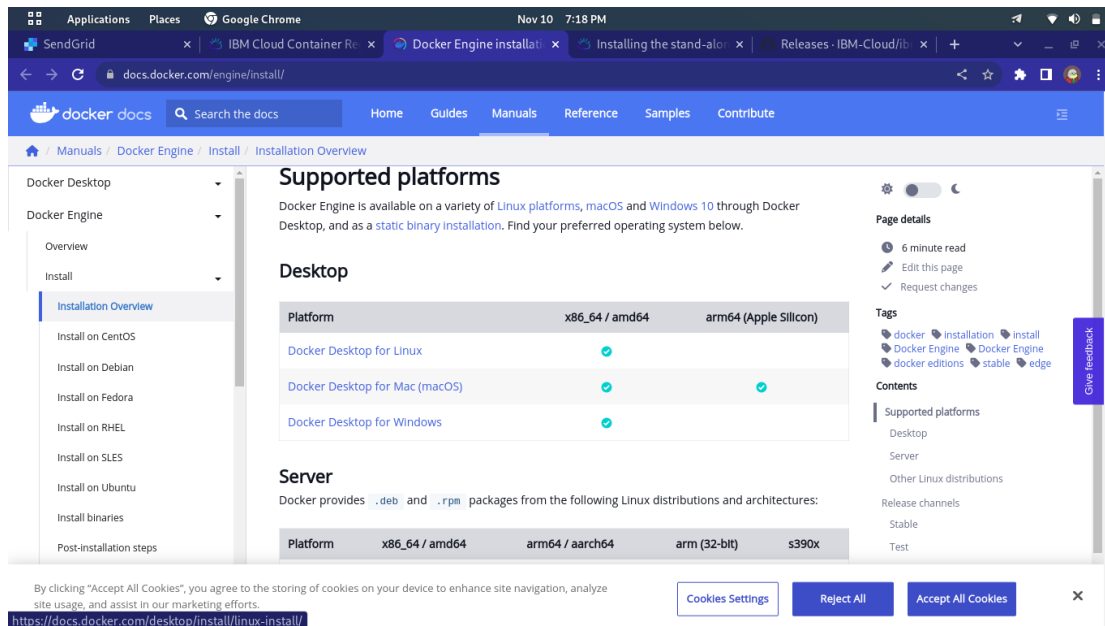 Applications Places Google Chrome Nov 10 7:18 PM
SendGrid IBM Cloud Container Re Docker Engine installati Installing the stand-alon Releases · IBM-Cloud/ib
docs.docker.com/engine/install/
docker docs Search the docs Home Guides Manuals Reference Samples Contribute
/ Manuals / Docker Engine / Install / Installation Overview
Docker Desktop
Docker Engine
Overview
Install
Installation Overview
Install on CentOS
Install on Debian
Install on Fedora
Install on RHEL
Install on SLES
Install on Ubuntu
Install binaries
Post-installation steps
Supported platforms
Docker Engine is available on a variety of Linux platforms, macOS and Windows 10 through Docker
Desktop, and as a static binary installation. Find your preferred operating system below.
Desktop
Platform x86_64 / amd64 arm64 (Apple Silicon)
Docker Desktop for Linux
Docker Desktop for Mac (macOS)
Docker Desktop for Windows
Server
Docker provides .deb and .rpm packages from the following Linux distributions and architectures:
Platform x86_64 / amd64 arm64 / aarch64 arm (32-bit) s390x
Page details
6 minute read
Edit this page
Request changes
Tags
docker installation install
Docker Engine Docker Engine
docker editions stable edge
Contents
Supported platforms
Desktop
Server
Other Linux distributions
Release channels
Stable
Test
Give feedback
By clicking “Accept All Cookies”, you agree to the storing of cookies on your device to enhance site navigation, analyze
site usage, and assist in our marketing efforts.
Cookies Settings Reject All Accept All Cookies
https://docs.docker.com/desktop/install/linux-install/